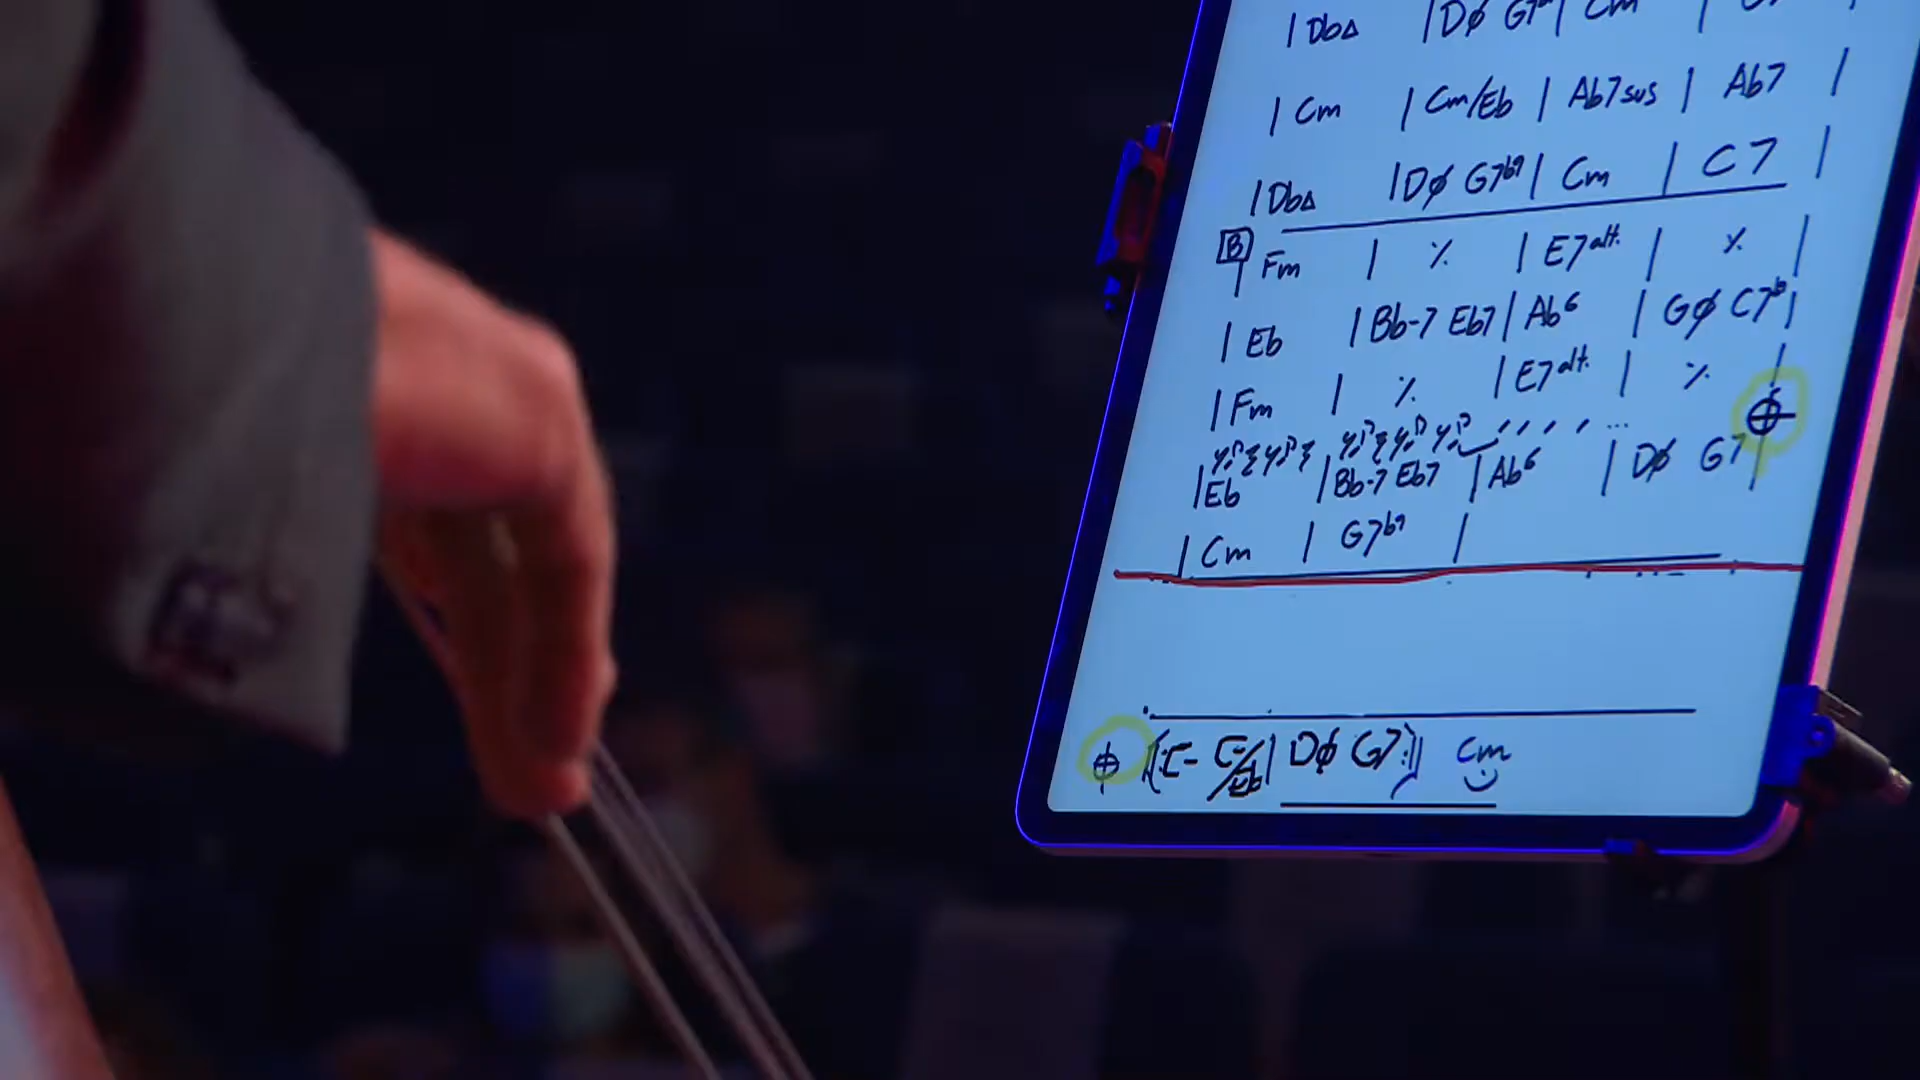 | Db△ | Dø G7 | Cm |
| Cm | Cm/Eb | Ab7sus | Ab7 |
| Db△ | Dø G7b9 | Cm | C7 |
B Fm | ٪ | E7alt. | ٪ |
| Eb | Bb-7 Eb7 | Ab6 | Gø C7b |
| Fm | ٪ | E7alt. | ٪ |
| Eb | Bb-7 Eb7 | Ab6 | Dø G7 |
| Cm | G7b9 |
C- C-/Eb | Dø G7 :|| Cm